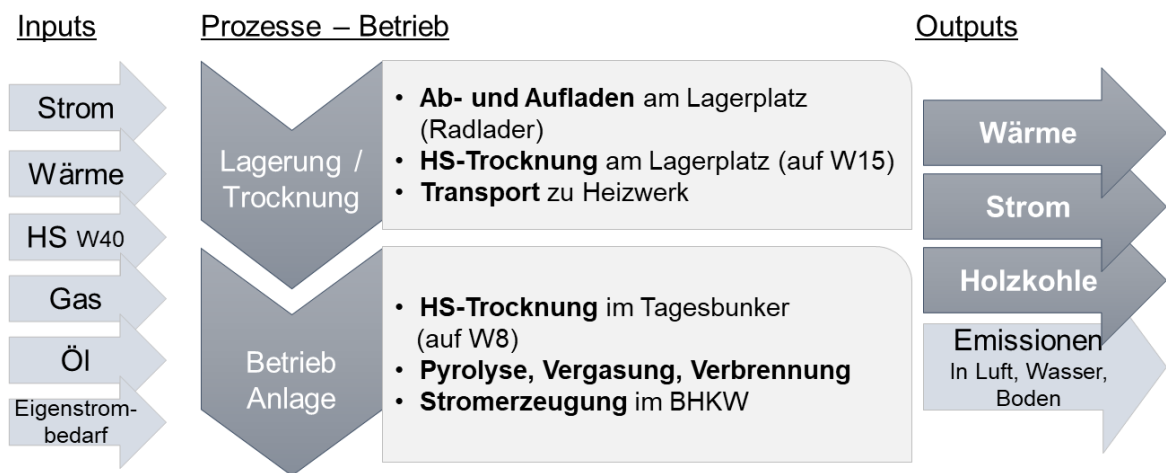 Inputs
Prozesse – Betrieb
Outputs
Strom
Wärme
HS W40
Gas
Öl
Eigenstrom-
bedarf
Lagerung /
Trocknung
• Ab- und Aufladen am Lagerplatz
(Radlader)
• HS-Trocknung am Lagerplatz (auf W15)
• Transport zu Heizwerk
Betrieb
Anlage
• HS-Trocknung im Tagesbunker
(auf W8)
• Pyrolyse, Vergasung, Verbrennung
• Stromerzeugung im BHKW
Wärme
Strom
Holzkohle
Emissionen
In Luft, Wasser,
Boden